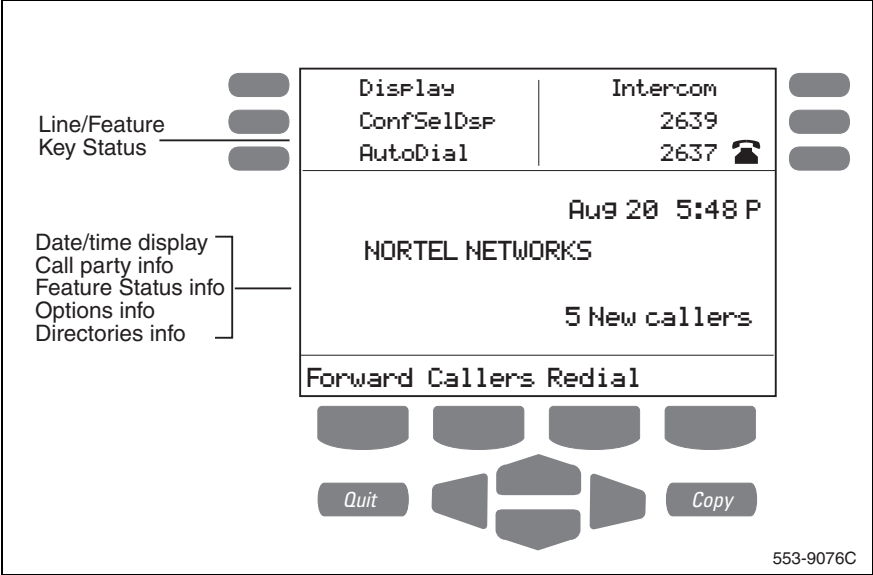 Display Intercom
Line/Feature ConfSelDsp 2639
Key Status AutoDial 2637
Aug 20 5:48 P
Date/time display
Call party info NORTEL NETWORKS
Feature Status info
Options info 5 New callers
Directories info
Forward Callers Redial
Quit Copy
553-9076C